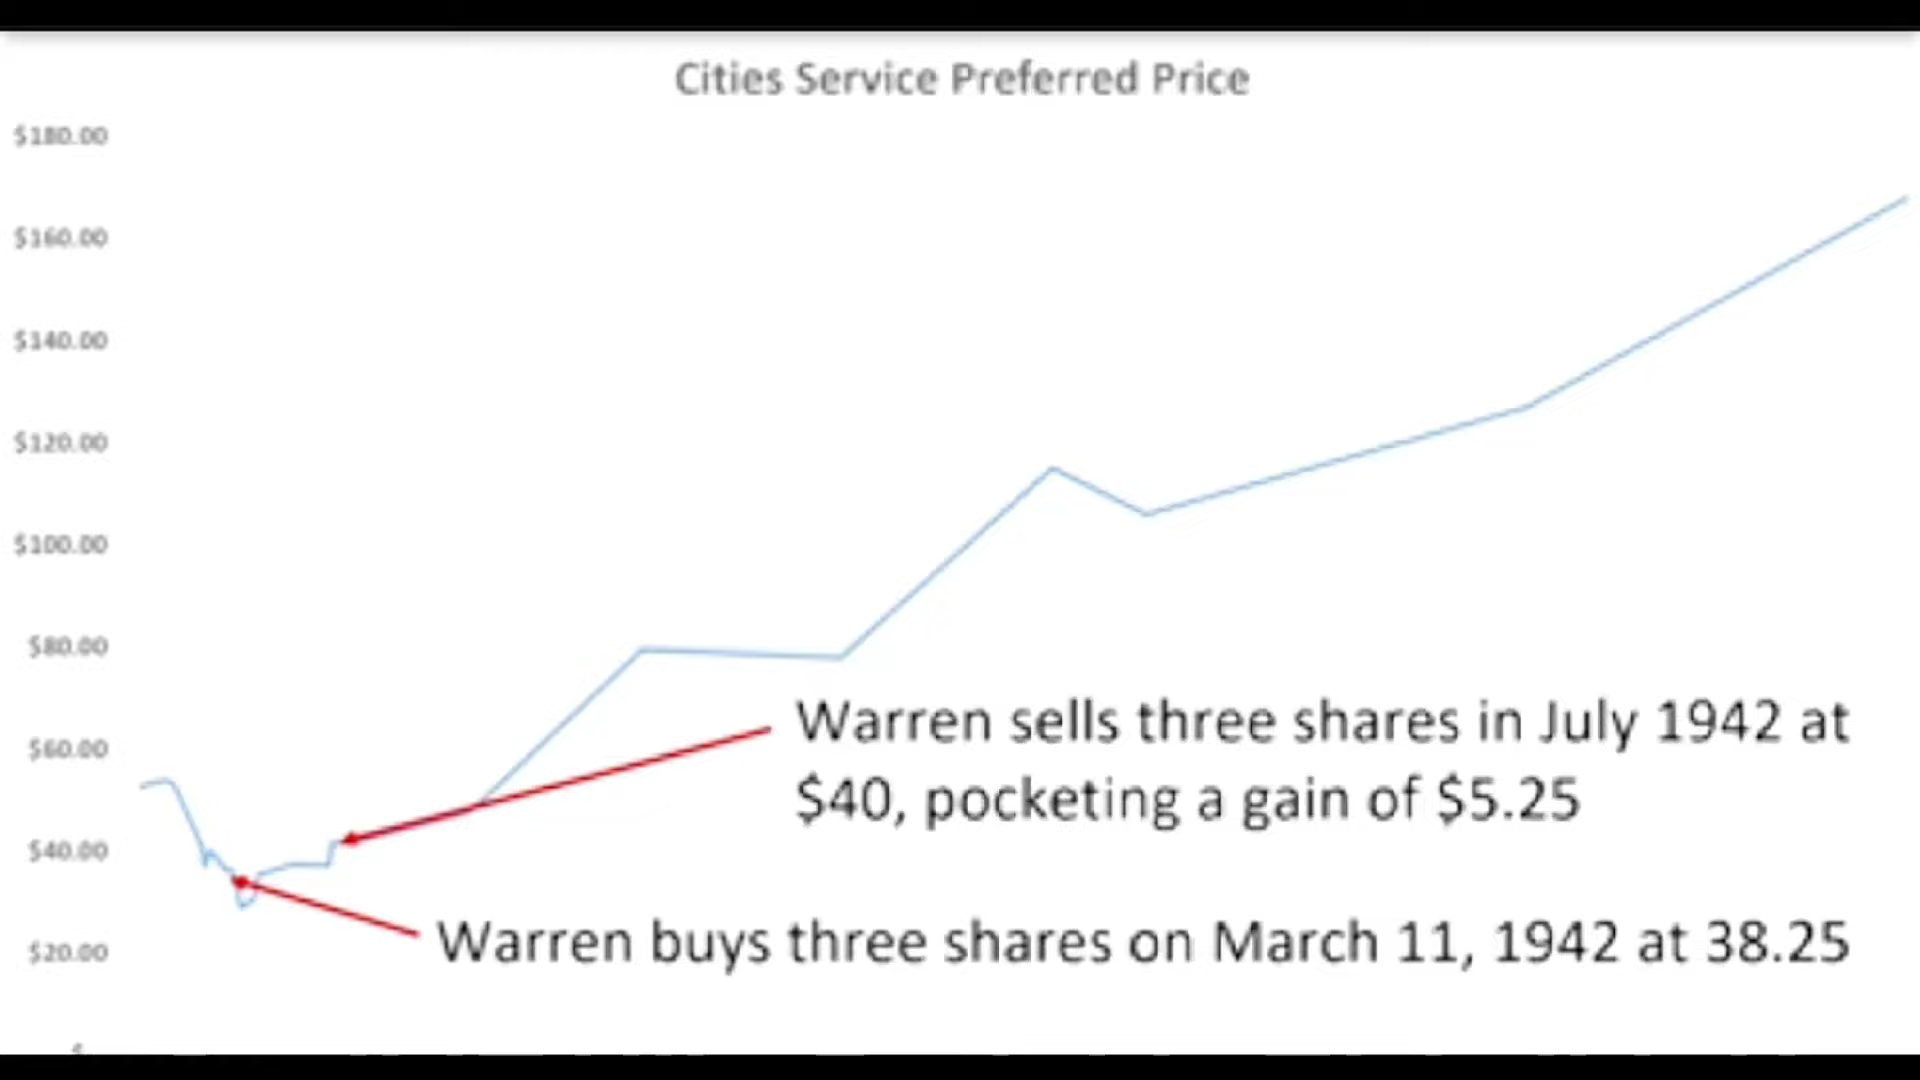 Cities Service Preferred Price
$180.00
$160.00
$140.00
$120.00
$100.00
$80.00
$60.00
$40.00
$20.00
Warren sells three shares in July 1942 at
$40, pocketing a gain of $5.25
Warren buys three shares on March 11, 1942 at 38.25